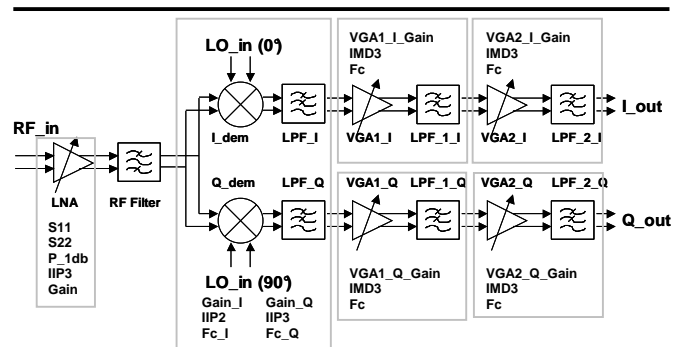 VGA1_I_Gain
IMD3
Fc
VGA2_I_Gain
IMD3
Fc
LO_in (0°)
I_dem
LPF_I
VGA1_I
LPF_1_I
VGA2_I
LPF_2_I
I_out
RF_in
LNA
RF Filter
S11
S22
P_1db
IIP3
Gain
Q_dem
LPF_Q
VGA1_Q
LPF_1_Q
VGA2_Q
LPF_2_Q
Q_out
LO_in (90°)
Gain_I
IIP2
Fc_I
Gain_Q
IIP3
Fc_Q
VGA1_Q_Gain
IMD3
Fc
VGA2_Q_Gain
IMD3
Fc